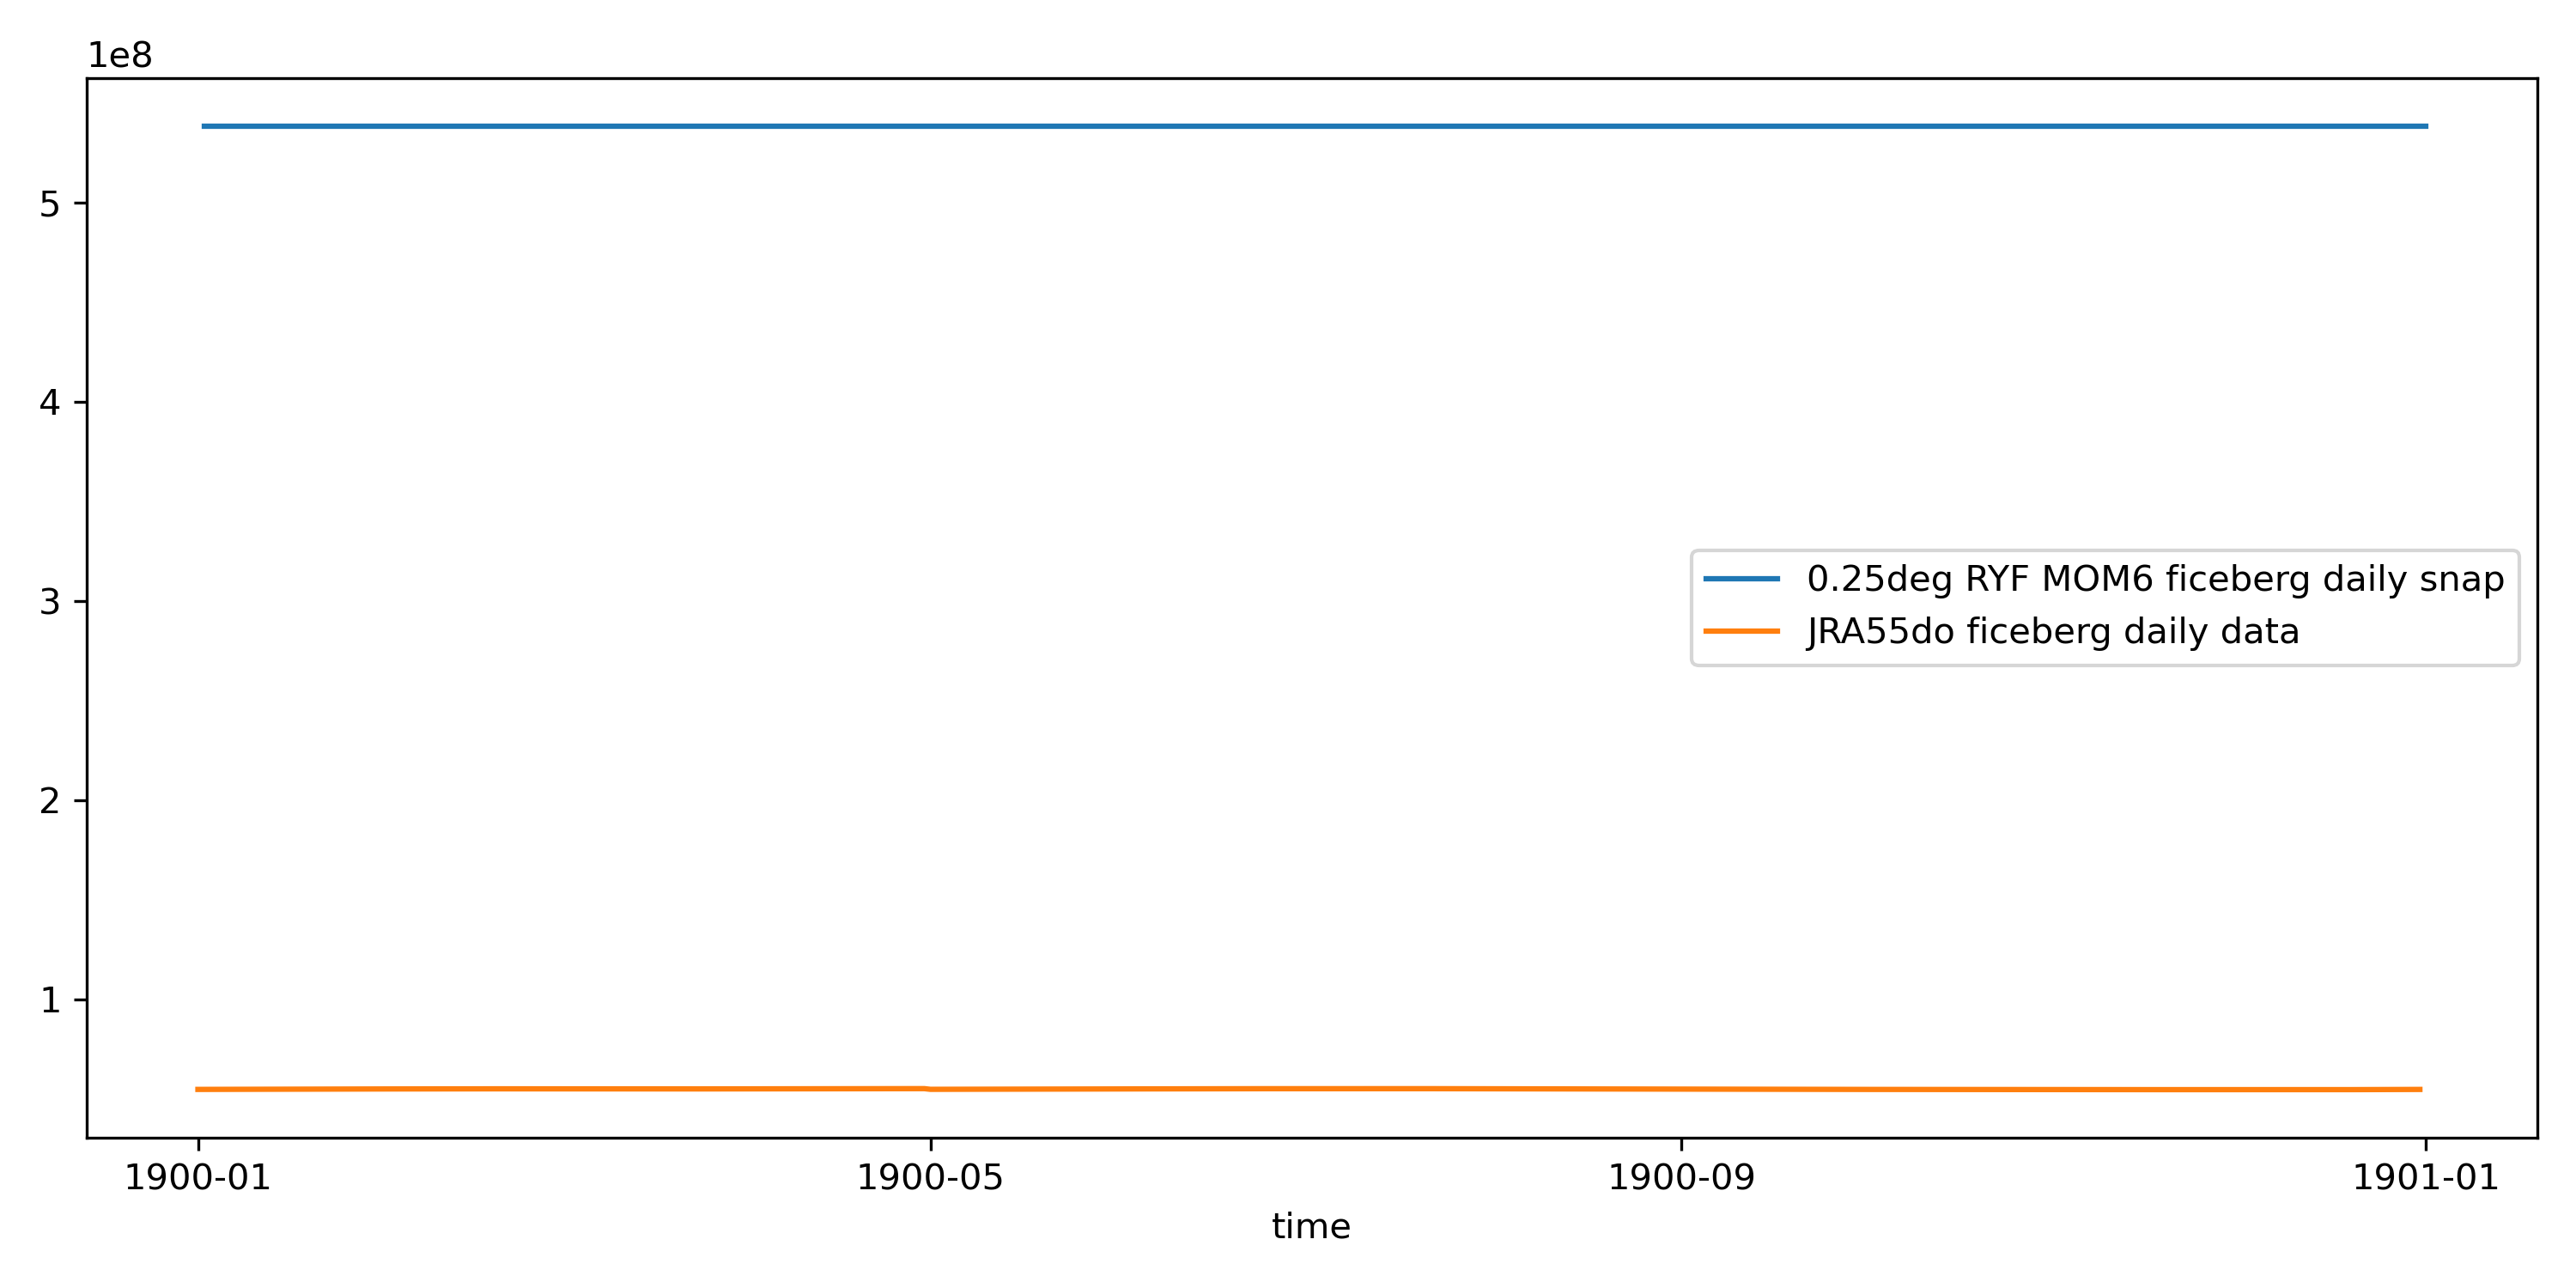 1e8
5
4
3
2
1
0.25deg RYF MOM6 ficeberg daily snap
JRA55do ficeberg daily data
1900-01
1900-05
1900-09
1901-01
time